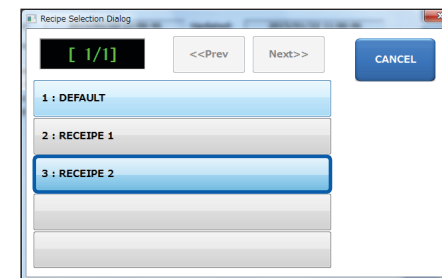 Recipe Selection Dialog
[ 1/1]
<<Prev
Next>>
CANCEL
1 : DEFAULT
2 : RECEIPE 1
3 : RECEIPE 2